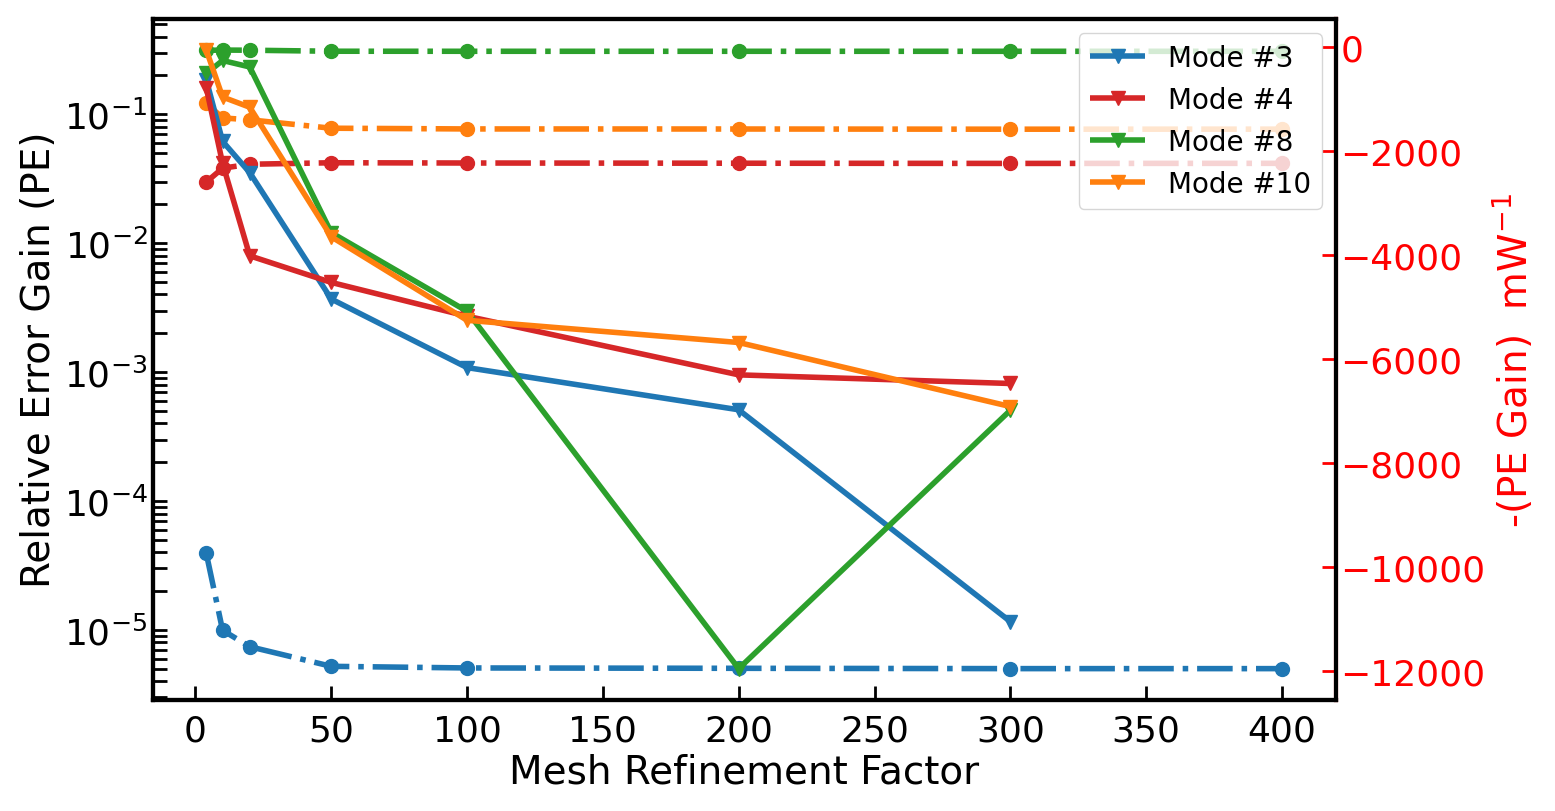 Relative Error Gain (PE)
10⁻¹
10⁻²
10⁻³
10⁻⁴
10⁻⁵
0 50 100 150 200 250 300 350 400
Mesh Refinement Factor
Mode #3
Mode #4
Mode #8
Mode #10
0
−2000
−4000
−6000
−8000
−10000
−12000
-(PE Gain) mW⁻¹